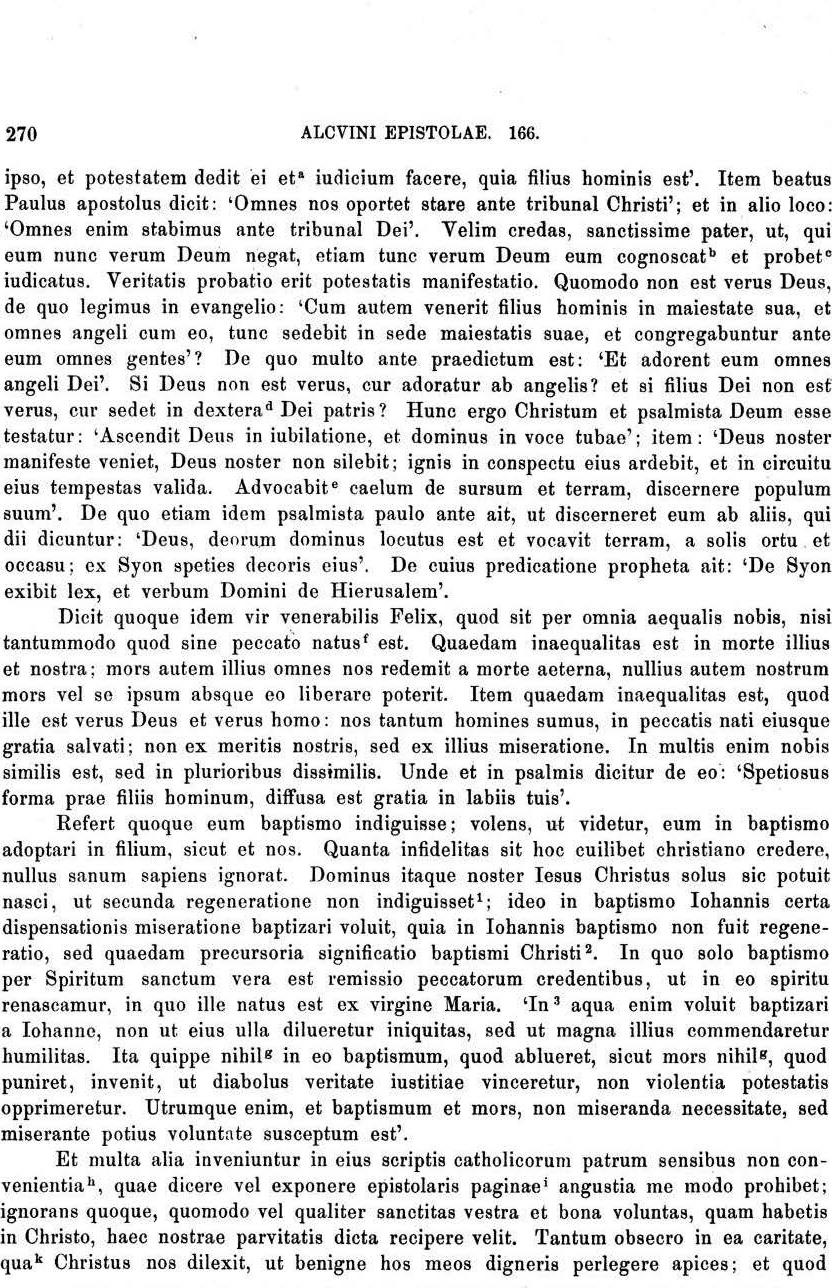 270 ALCVINI EPISTOLAE. 166.
ipso, et potestatem dedit ei etᵃ iudicium facere, quia filius hominis est’. Item beatus
Paulus apostolus dicit: ‘Omnes nos oportet stare ante tribunal Christi’; et in alio loco:
‘Omnes enim stabimus ante tribunal Dei’. Velim credas, sanctissime pater, ut, qui
eum nunc verum Deum negat, etiam tunc verum Deum eum cognoscatᵇ et probetᶜ
iudicatus. Veritatis probatio erit potestatis manifestatio. Quomodo non est verus Deus,
de quo legimus in evangelio: ‘Cum autem venerit filius hominis in maiestate sua, et
omnes angeli cum eo, tunc sedebit in sede maiestatis suae, et congregabuntur ante
eum omnes gentes’? De quo multo ante praedictum est: ‘Et adorent eum omnes
angeli Dei’. Si Deus non est verus, cur adoratur ab angelis? et si filius Dei non est
verus, cur sedet in dexteraᵈ Dei patris? Hunc ergo Christum et psalmista Deum esse
testatur: ‘Ascendit Deus in iubilatione, et dominus in voce tubae’; item: ‘Deus noster
manifeste veniet, Deus noster non silebit; ignis in conspectu eius ardebit, et in circuitu
eius tempestas valida. Advocabitᵉ caelum de sursum et terram, discernere populum
suum’. De quo etiam idem psalmista paulo ante ait, ut discerneret eum ab aliis, qui
dii dicuntur: ‘Deus, deorum dominus locutus est et vocavit terram, a solis ortu et
occasu; ex Syon speties decoris eius’. De cuius predicatione propheta ait: ‘De Syon
exibit lex, et verbum Domini de Hierusalem’.
Dicit quoque idem vir venerabilis Felix, quod sit per omnia aequalis nobis, nisi
tantummodo quod sine peccato natusᶠ est. Quaedam inaequalitas est in morte illius
et nostra; mors autem illius omnes nos redemit a morte aeterna, nullius autem nostrum
mors vel se ipsum absque eo liberare poterit. Item quaedam inaequalitas est, quod
ille est verus Deus et verus homo: nos tantum homines sumus, in peccatis nati eiusque
gratia salvati; non ex meritis nostris, sed ex illius miseratione. In multis enim nobis
similis est, sed in plurioribus dissimilis. Unde et in psalmis dicitur de eo: ‘Spetiosus
forma prae filiis hominum, diffusa est gratia in labiis tuis’.
Refert quoque eum baptismo indiguisse; volens, ut videtur, eum in baptismo
adoptari in filium, sicut et nos. Quanta infidelitas sit hoc cuilibet christiano credere,
nullus sanum sapiens ignorat. Dominus itaque noster Iesus Christus solus sic potuit
nasci, ut secunda regeneratione non indiguisset¹; ideo in baptismo Iohannis certa
dispensationis miseratione baptizari voluit, quia in Iohannis baptismo non fuit regene-
ratio, sed quaedam precursoria significatio baptismi Christi². In quo solo baptismo
per Spiritum sanctum vera est remissio peccatorum credentibus, ut in eo spiritu
renascamur, in quo ille natus est ex virgine Maria. ‘In³ aqua enim voluit baptizari
a Iohanne, non ut eius ulla dilueretur iniquitas, sed ut magna illius commendaretur
humilitas. Ita quippe nihilᵍ in eo baptismum, quod ablueret, sicut mors nihilᵍ, quod
puniret, invenit, ut diabolus veritate iustitiae vinceretur, non violentia potestatis
opprimeretur. Utrumque enim, et baptismum et mors, non miseranda necessitate, sed
miserante potius voluntate susceptum est’.
Et multa alia inveniuntur in eius scriptis catholicorum patrum sensibus non con-
venientiaʰ, quae dicere vel exponere epistolaris paginaeⁱ angustia me modo prohibet;
ignorans quoque, quomodo vel qualiter sanctitas vestra et bona voluntas, quam habetis
in Christo, haec nostrae parvitatis dicta recipere velit. Tantum obsecro in ea caritate,
quaᵏ Christus nos dilexit, ut benigne hos meos digneris perlegere apices; et quod